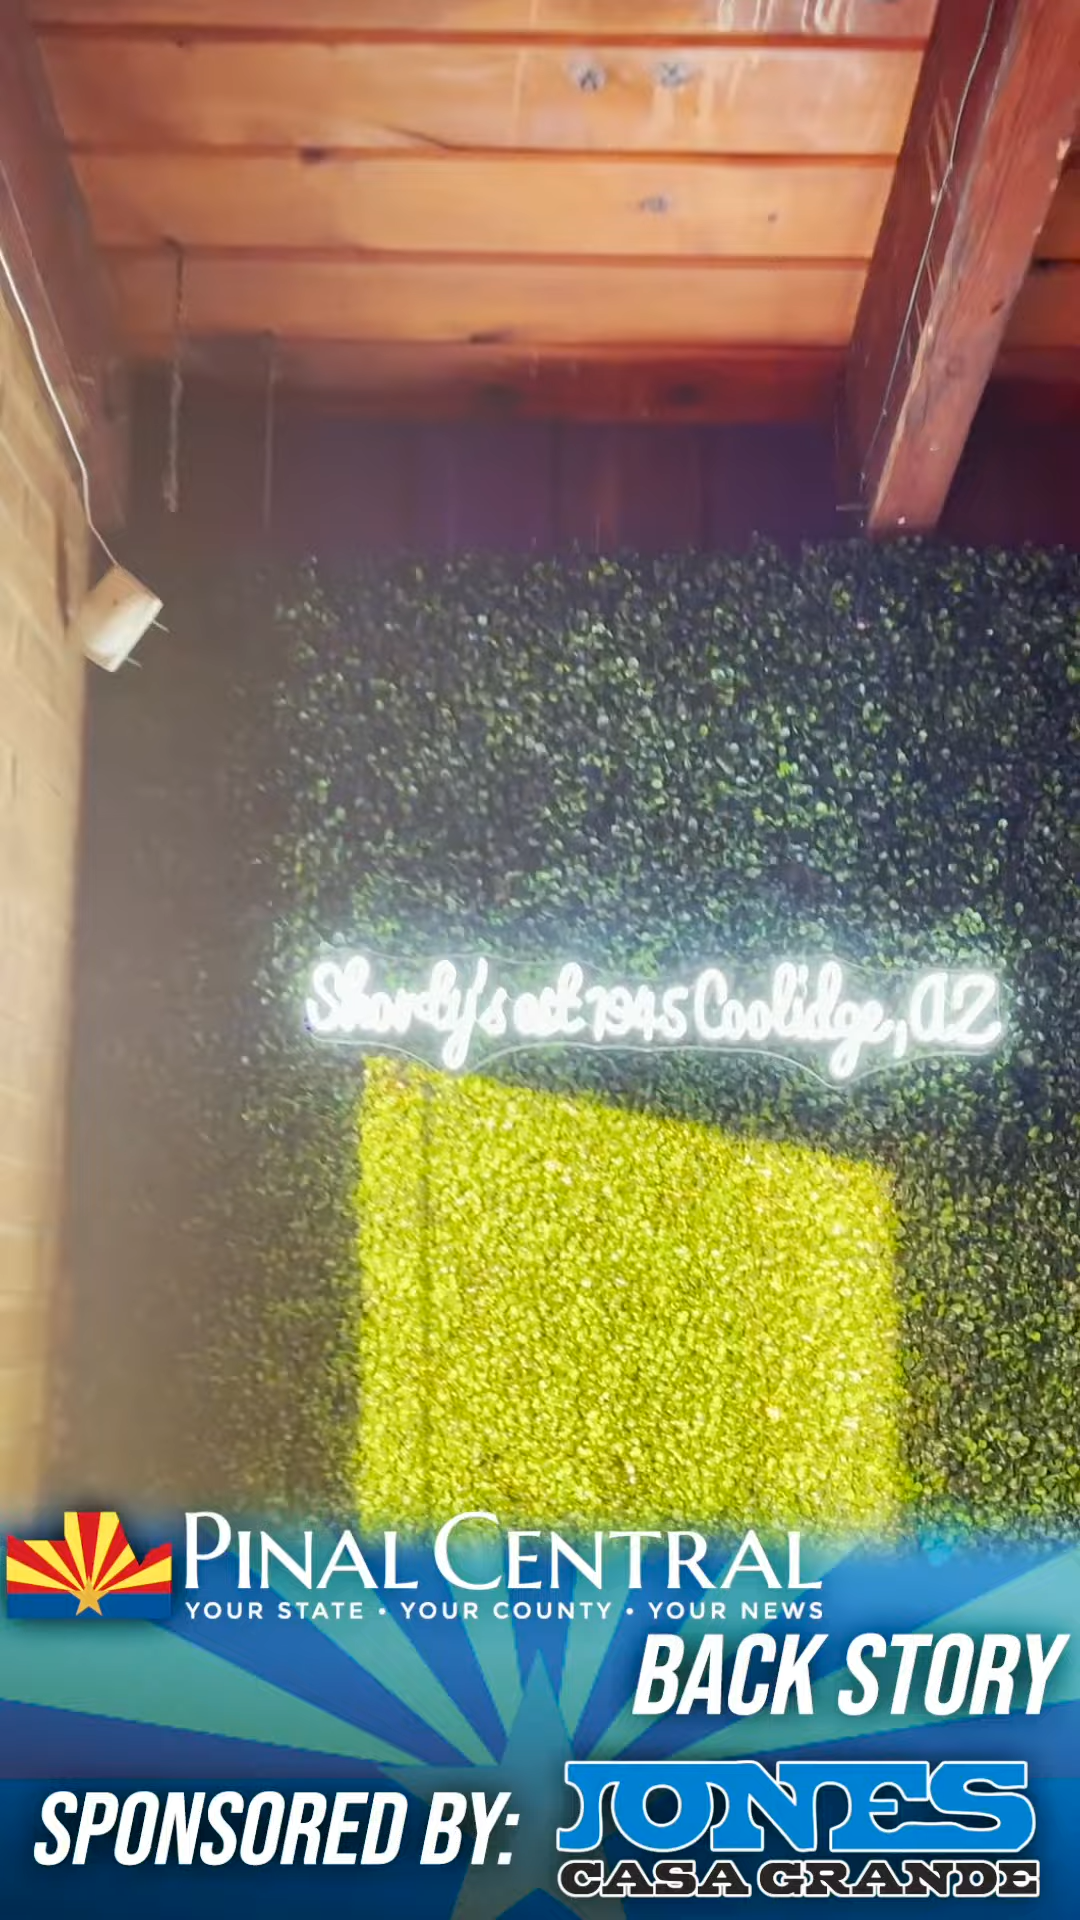 Shorty's est 1945 Coolidge, AZ
PINAL CENTRAL
YOUR STATE • YOUR COUNTY • YOUR NEWS
BACK STORY
SPONSORED BY:
JONES
CASA GRANDE